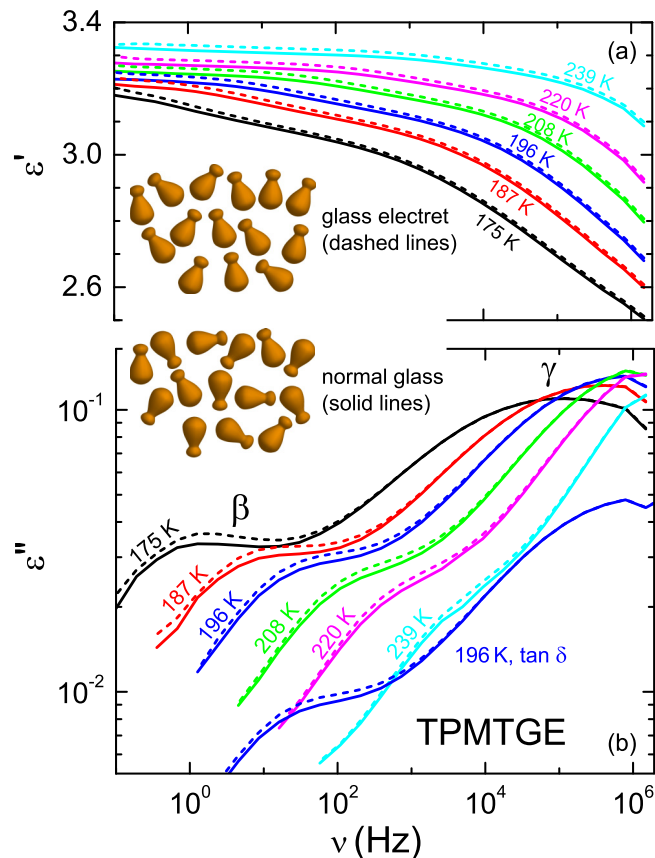 3.4
(a)
239 K
220 K
208 K
196 K
187 K
175 K
3.0
ε'
glass electret
(dashed lines)
2.6
normal glass
(solid lines)
γ
10⁻¹
β
175 K
187 K
196 K
208 K
220 K
239 K
ε''
196 K, tan δ
10⁻²
TPMTGE
(b)
10⁰
10²
10⁴
10⁶
ν (Hz)